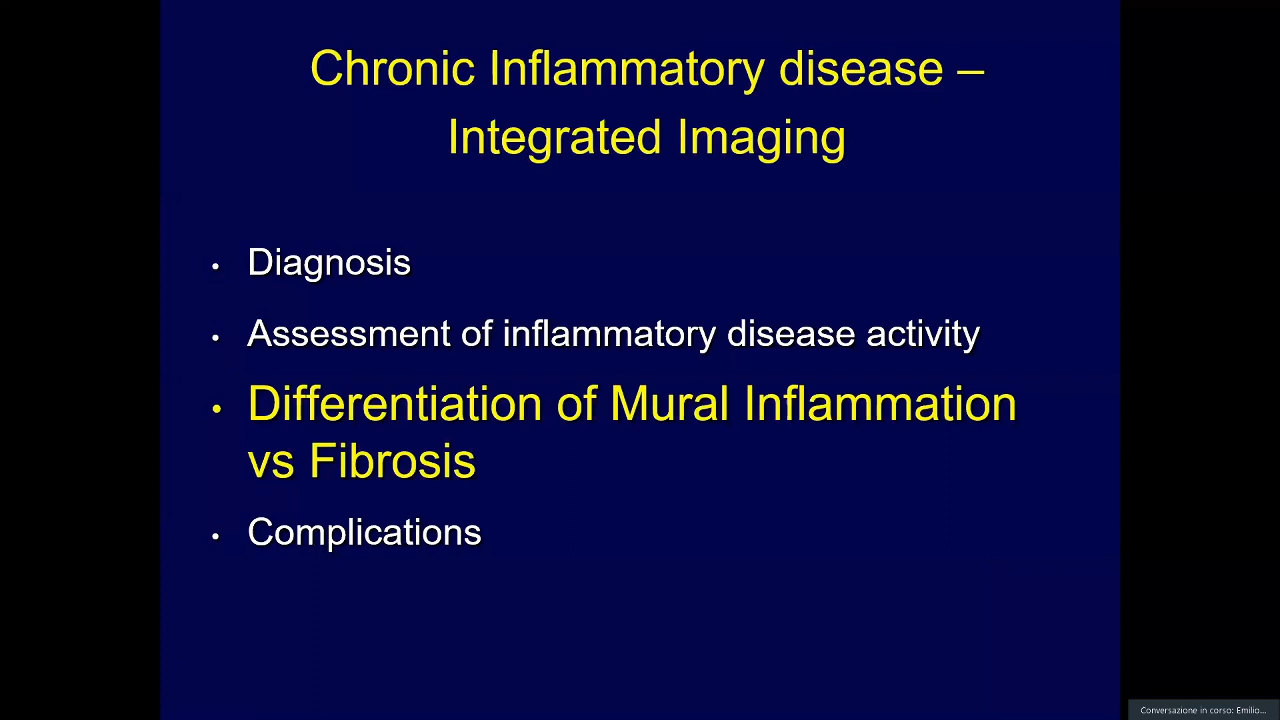 Chronic Inflammatory disease –
Integrated Imaging
• Diagnosis
• Assessment of inflammatory disease activity
• Differentiation of Mural Inflammation
vs Fibrosis
• Complications
Conversazione in corso: Emilio...